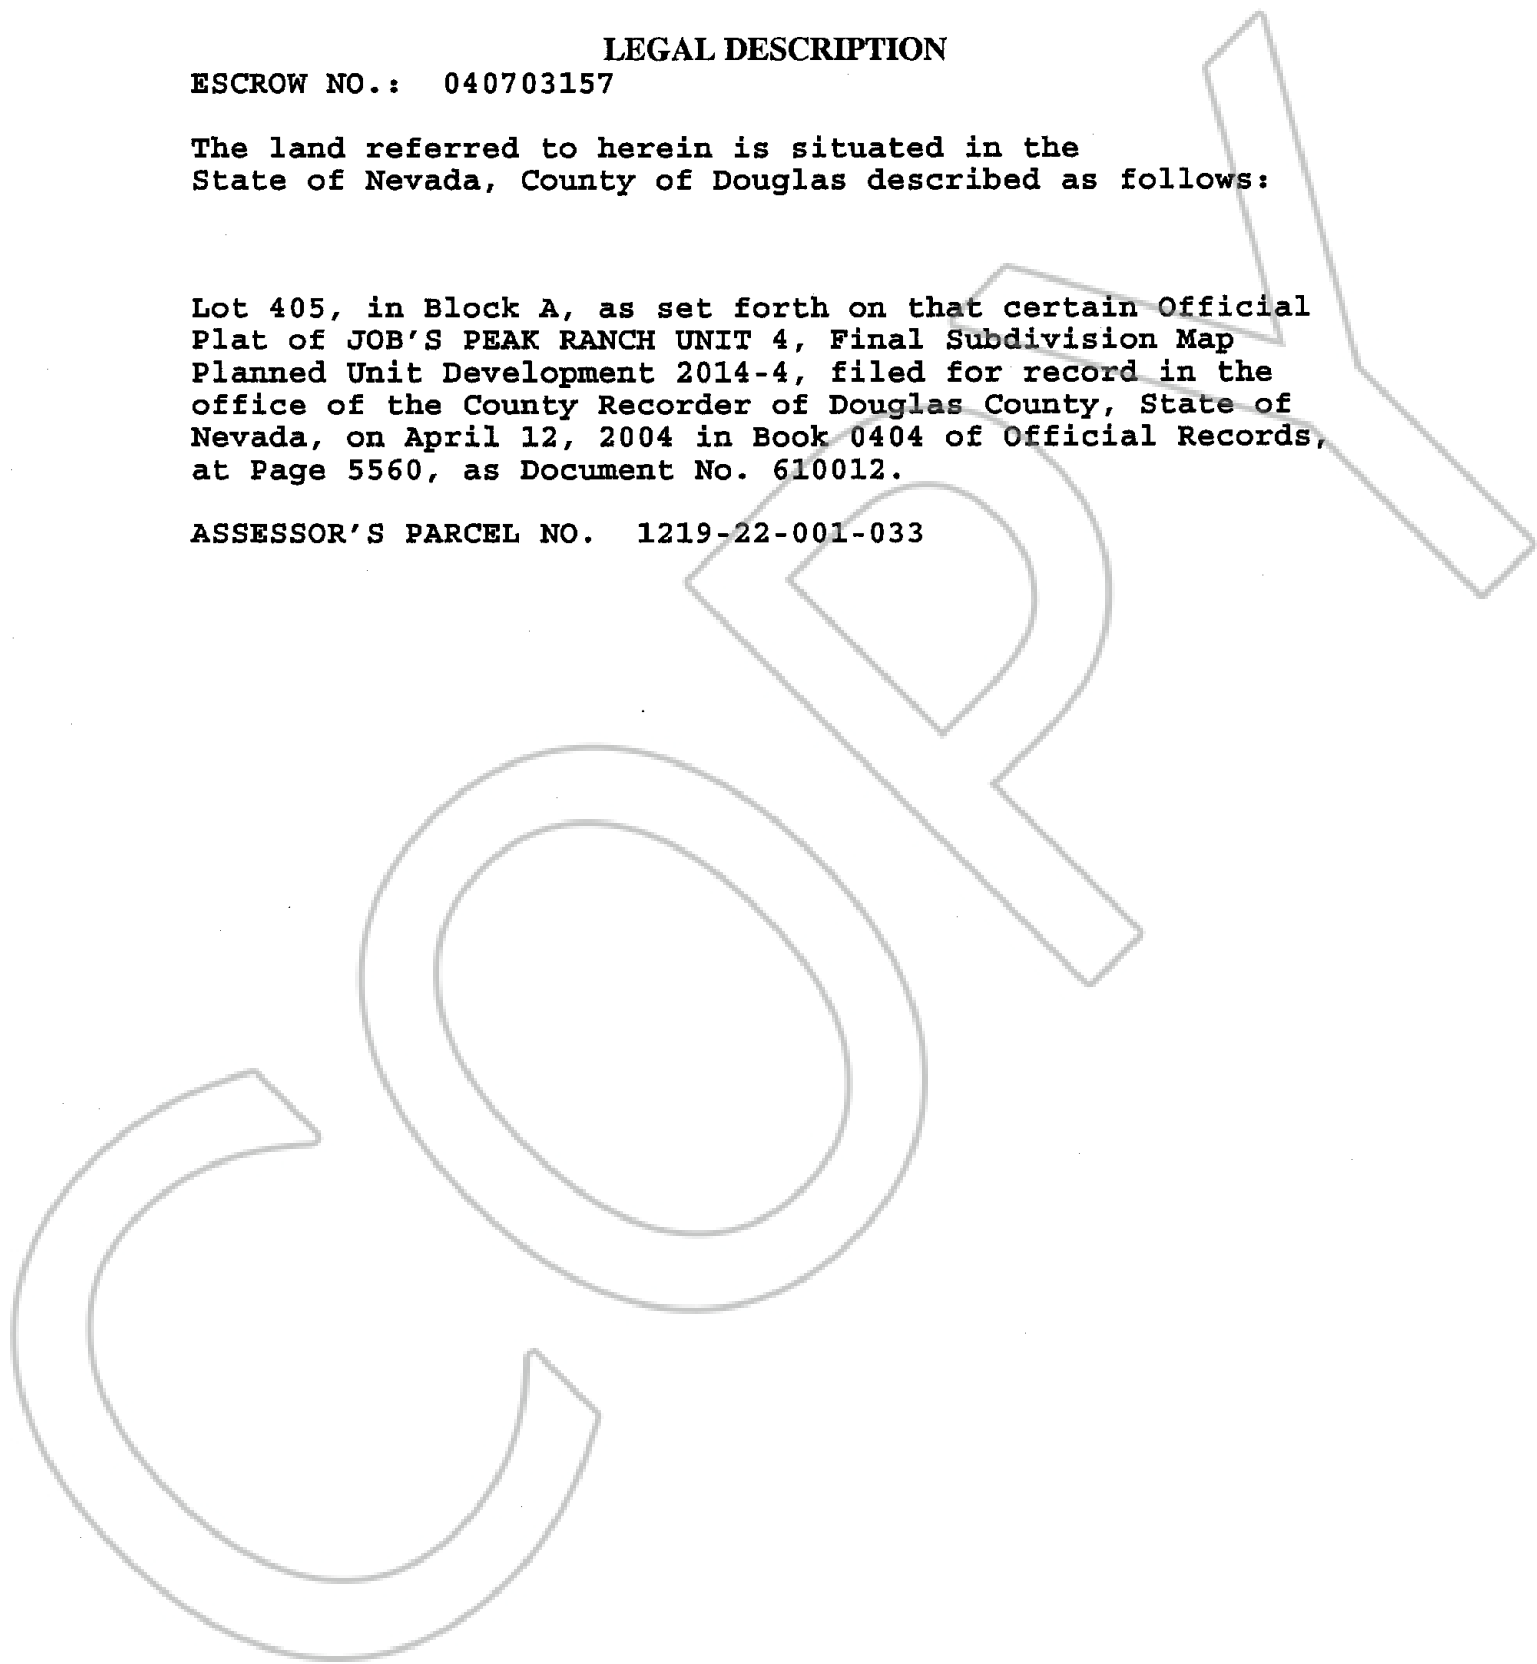 LEGAL DESCRIPTION
ESCROW NO.: 040703157
The land referred to herein is situated in the
State of Nevada, County of Douglas described as follows:
Lot 405, in Block A, as set forth on that certain Official
Plat of JOB'S PEAK RANCH UNIT 4, Final Subdivision Map
Planned Unit Development 2014-4, filed for record in the
office of the County Recorder of Douglas County, State of
Nevada, on April 12, 2004 in Book 0404 of Official Records,
at Page 5560, as Document No. 610012.
ASSESSOR'S PARCEL NO. 1219-22-001-033
COPY